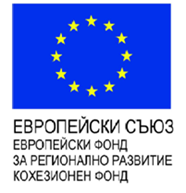 ЕВРОПЕЙСКИ СЪЮЗ
ЕВРОПЕЙСКИ ФОНД
ЗА РЕГИОНАЛНО РАЗВИТИЕ
КОХЕЗИОНЕН ФОНД